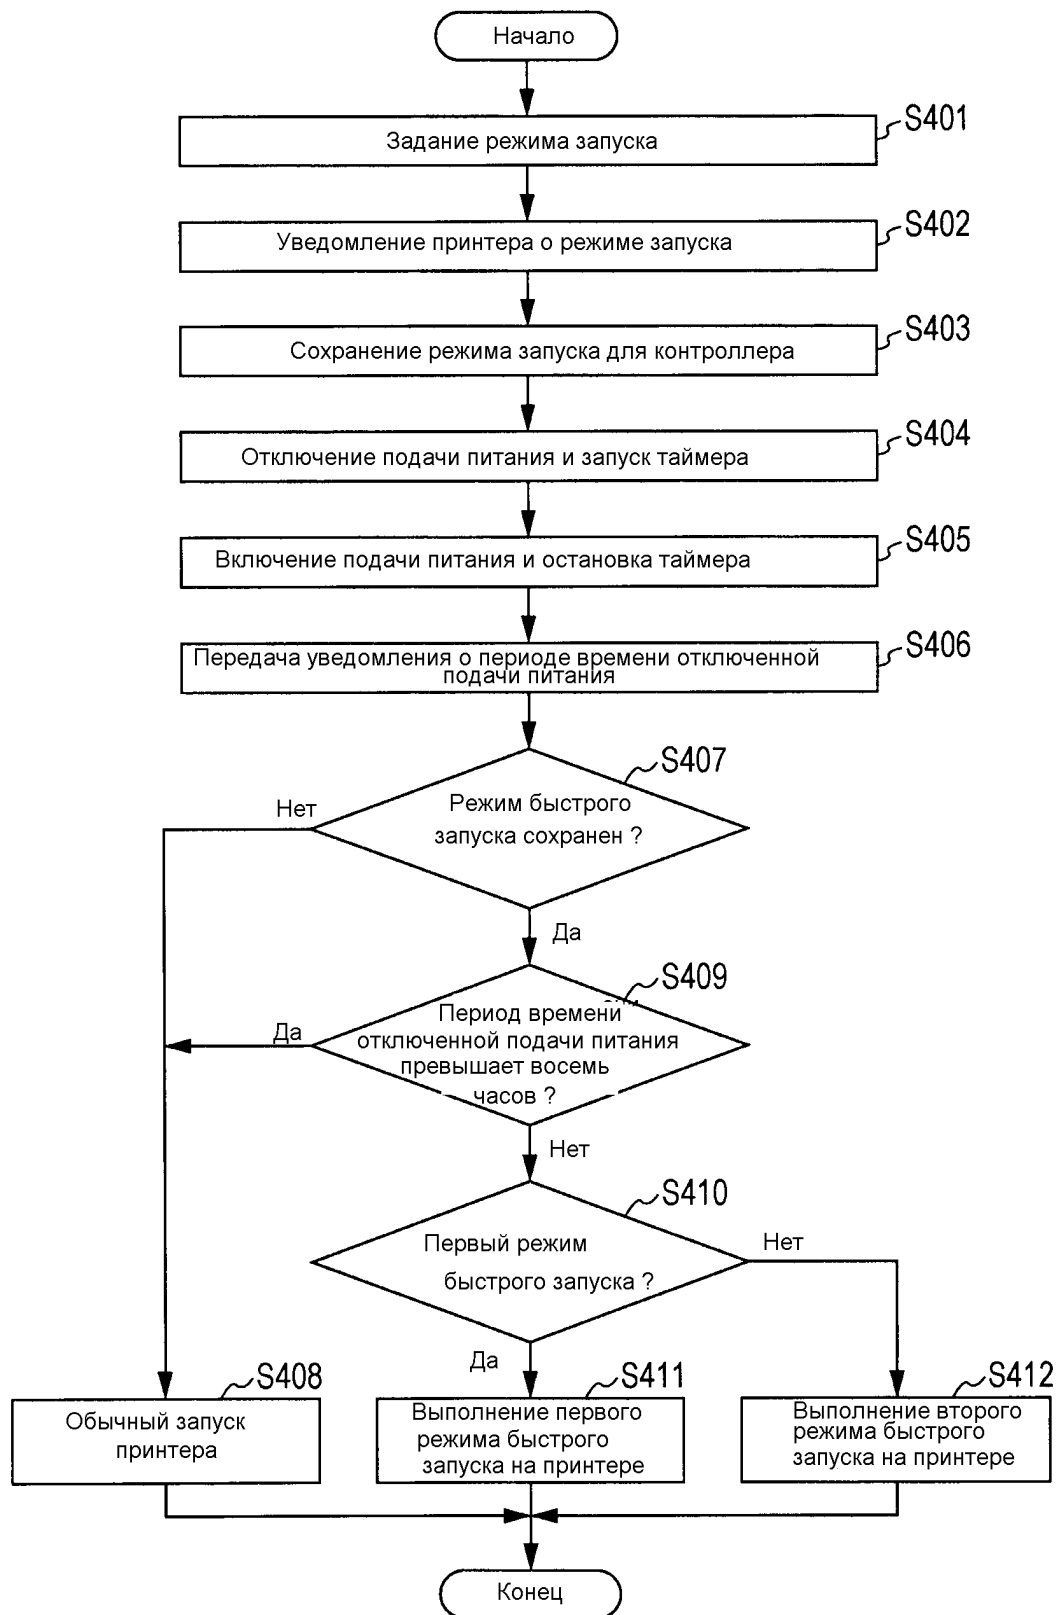 Начало
S401
Задание режима запуска
S402
Уведомление принтера о режиме запуска
S403
Сохранение режима запуска для контроллера
S404
Отключение подачи питания и запуск таймера
S405
Включение подачи питания и остановка таймера
S406
Передача уведомления о периоде времени отключенной
подачи питания
S407
Режим быстрого
запуска сохранен ?
Нет
Да
S409
Период времени
отключенной подачи питания
превышает восемь
часов ?
Да
Нет
S410
Первый режим
быстрого запуска ?
Нет
Да
S408
Обычный запуск
принтера
S411
Выполнение первого
режима быстрого
запуска на принтере
S412
Выполнение второго
режима быстрого
запуска на принтере
Конец